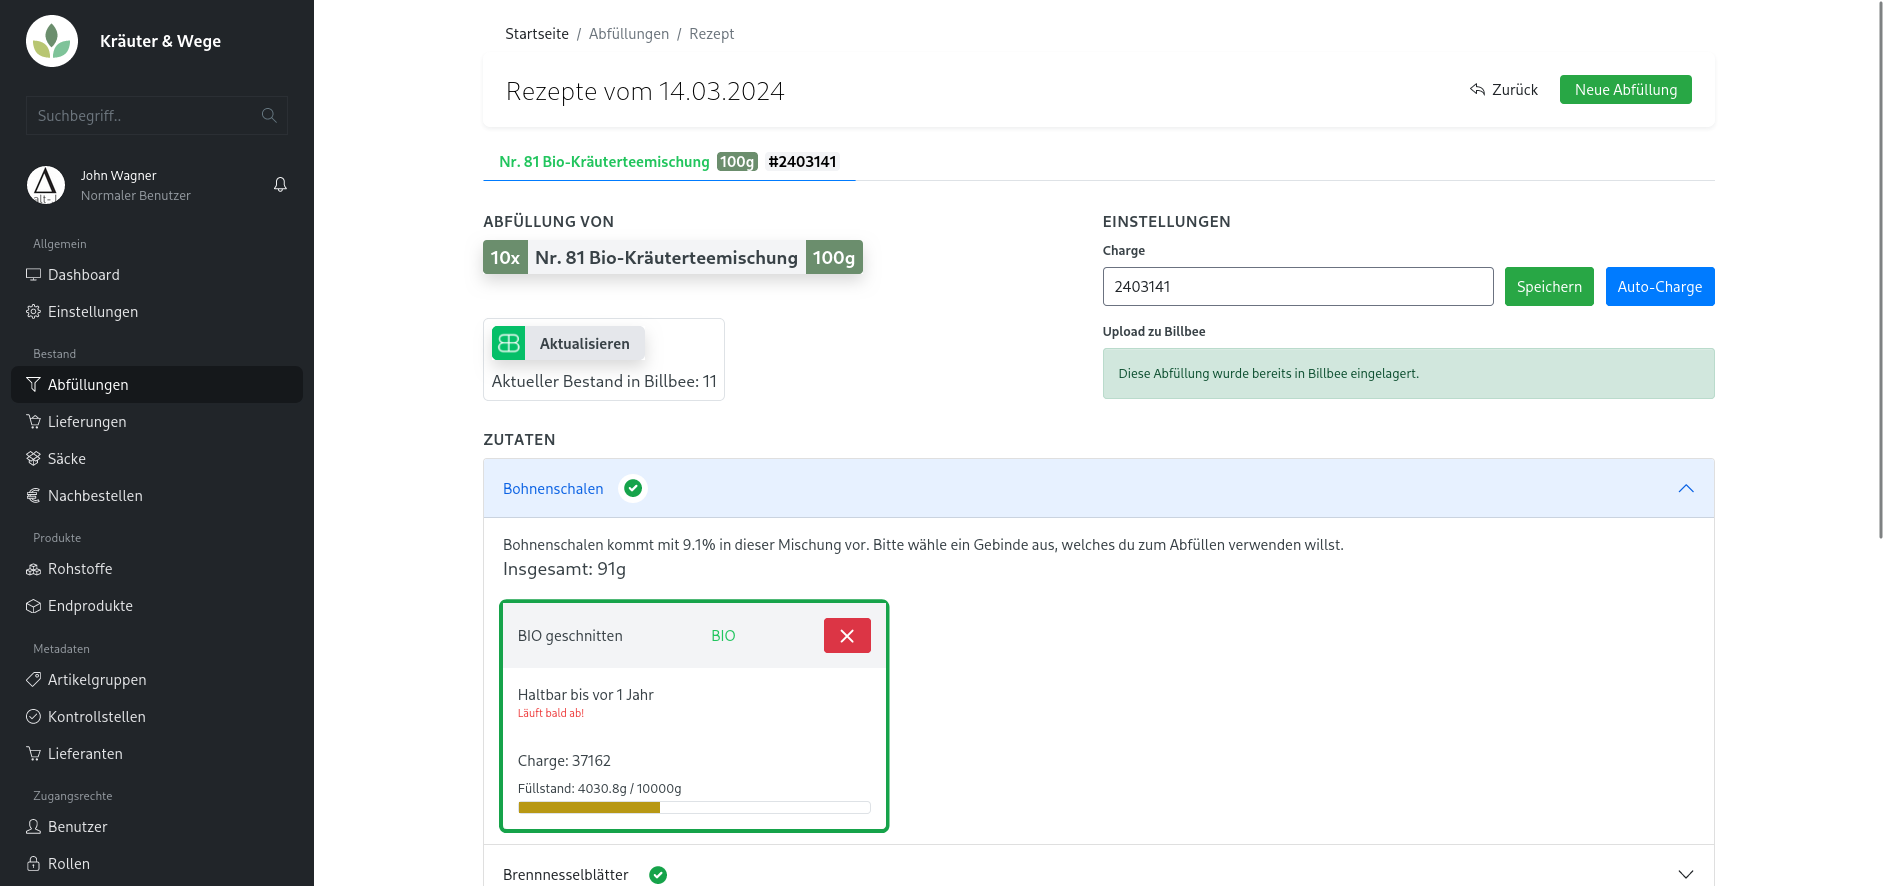 Kräuter & Wege
Suchbegriff..
John Wagner
Normaler Benutzer
Allgemein
Dashboard
Einstellungen
Bestand
Abfüllungen
Lieferungen
Säcke
Nachbestellen
Produkte
Rohstoffe
Endprodukte
Metadaten
Artikelgruppen
Kontrollstellen
Lieferanten
Zugangsrechte
Benutzer
Rollen
Startseite / Abfüllungen / Rezept
Rezepte vom 14.03.2024
Zurück
Neue Abfüllung
Nr. 81 Bio-Kräuterteemischung 100g #2403141
ABFÜLLUNG VON
10x Nr. 81 Bio-Kräuterteemischung 100g
Aktualisieren
Aktueller Bestand in Billbee: 11
EINSTELLUNGEN
Charge
2403141
Speichern
Auto-Charge
Upload zu Billbee
Diese Abfüllung wurde bereits in Billbee eingelagert.
ZUTATEN
Bohnenschalen
Bohnenschalen kommt mit 9.1% in dieser Mischung vor. Bitte wähle ein Gebinde aus, welches du zum Abfüllen verwenden willst.
Insgesamt: 91g
BIO geschnitten BIO
Haltbar bis vor 1 Jahr
Läuft bald ab!
Charge: 37162
Füllstand: 4030.8g / 10000g
Brennnesselblätter